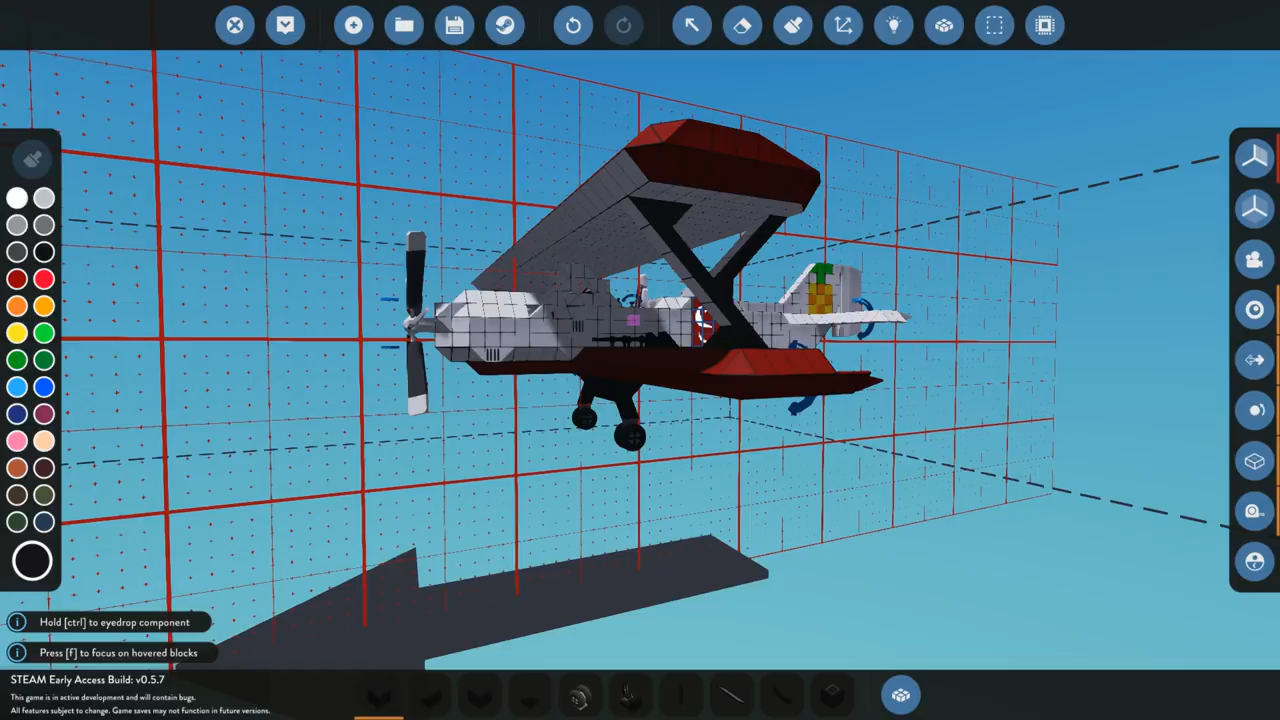 Hold [ctrl] to eyedrop component
Press [f] to focus on hovered blocks
STEAM Early Access Build: v0.5.7
This game is in active development and will contain bugs.
All features subject to change. Game saves may not function in future versions.